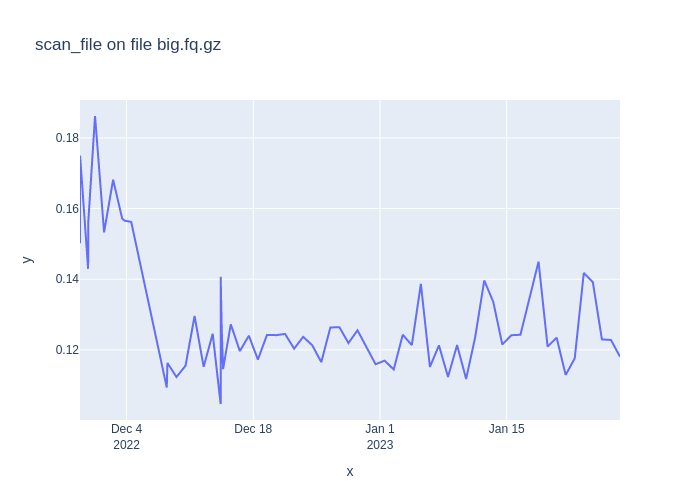 scan_file on file big.fq.gz
0.18
0.16
0.14
0.12
y
Dec 4
2022
Dec 18
Jan 1
2023
Jan 15
x